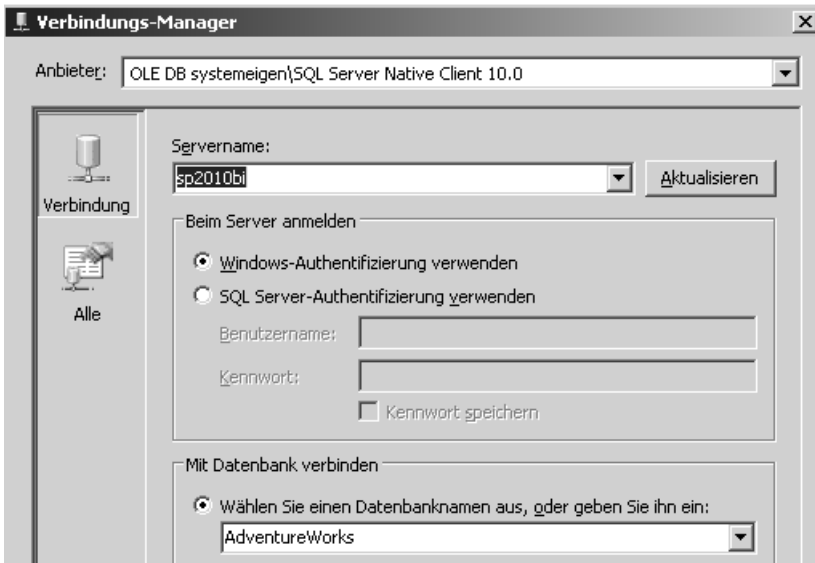 Verbindungs-Manager
Anbieter: OLE DB systemeigen\SQL Server Native Client 10.0
Verbindung
Alle
Servername:
sp2010bi
Aktualisieren
Beim Server anmelden
Windows-Authentifizierung verwenden
SQL Server-Authentifizierung verwenden
Benutzername:
Kennwort:
Kennwort speichern
Mit Datenbank verbinden
Wählen Sie einen Datenbanknamen aus, oder geben Sie ihn ein:
AdventureWorks